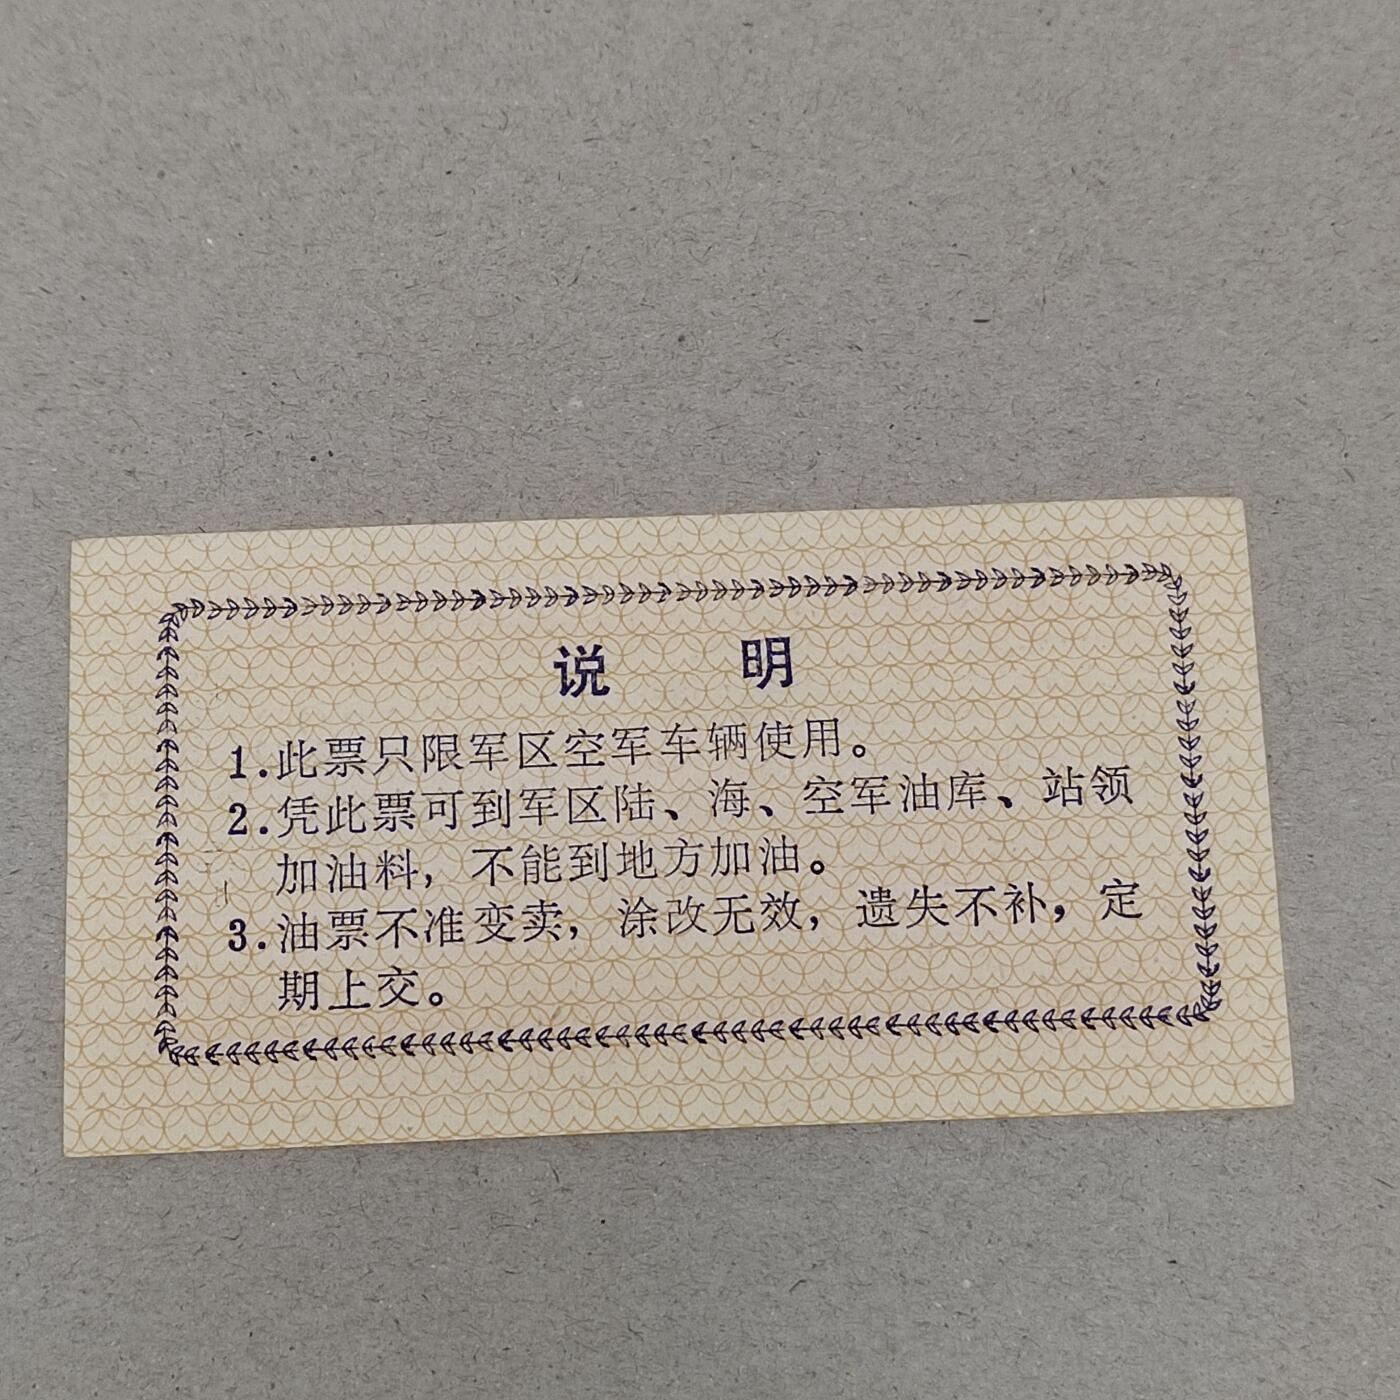 说 明
1.此票只限军区空军车辆使用。
2.凭此票可到军区陆、海、空军油库、站领
加油料，不能到地方加油。
3.油票不准变卖，涂改无效，遗失不补，定
期上交。